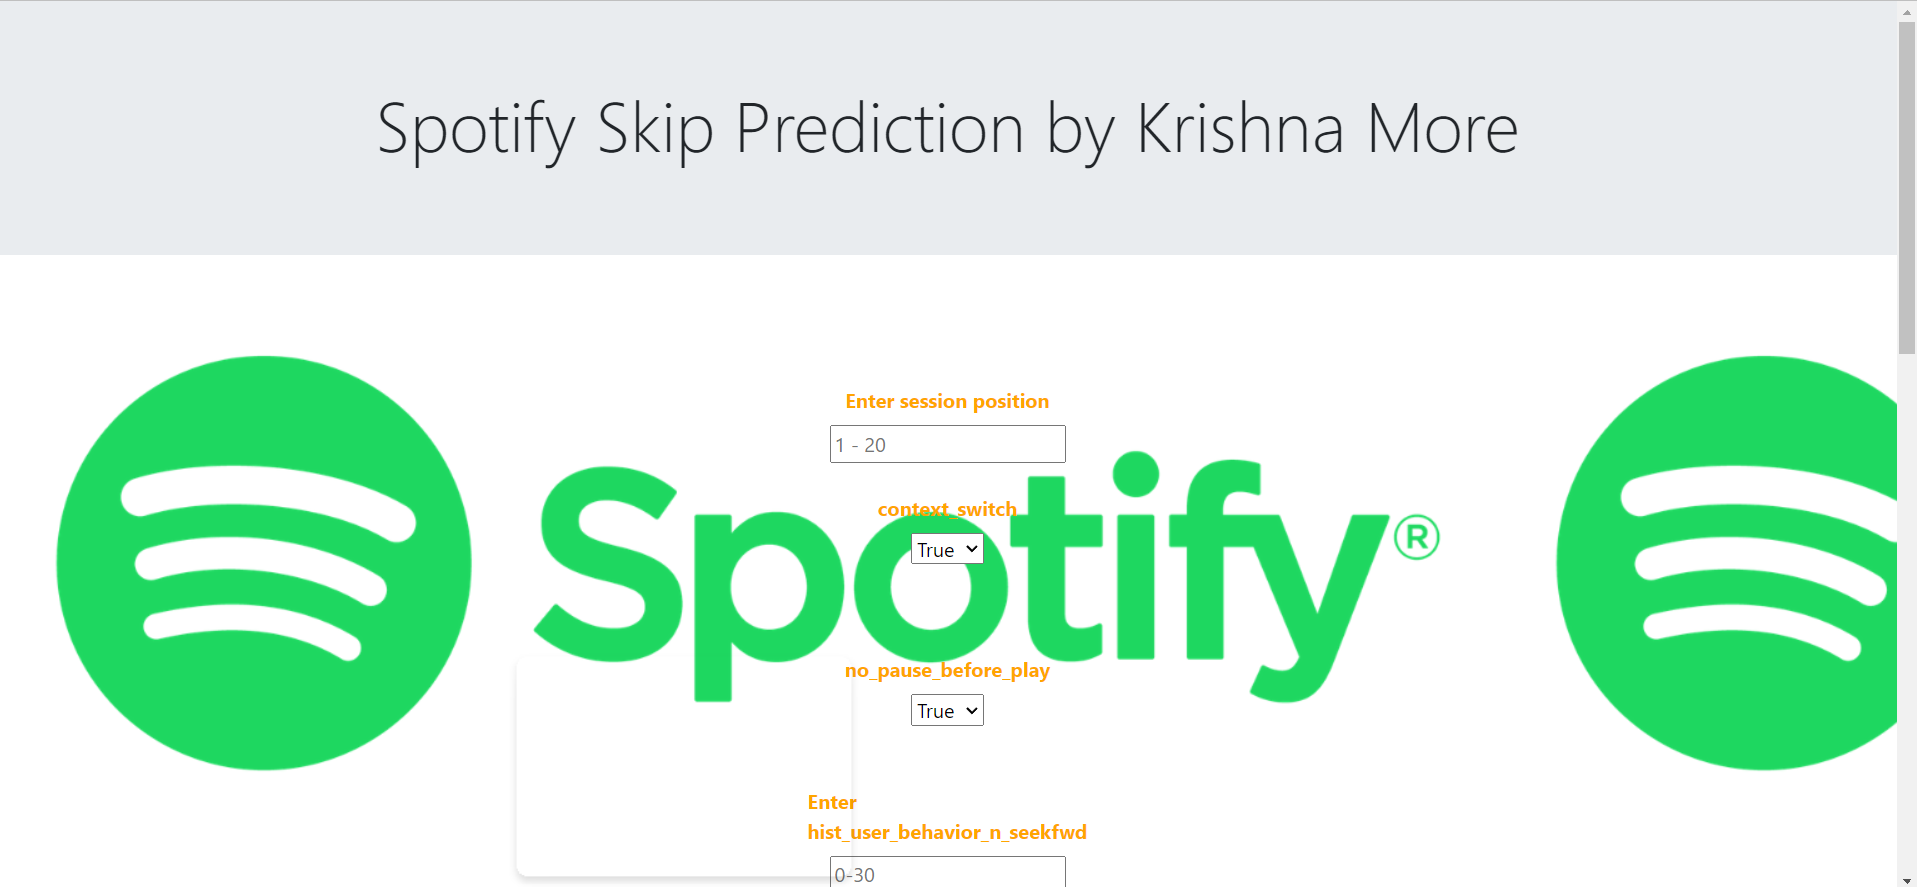 Spotify Skip Prediction by Krishna More
Enter session position
1 - 20
context_switch
True
Spotify®
no_pause_before_play
True
Enter
hist_user_behavior_n_seekfwd
0-30